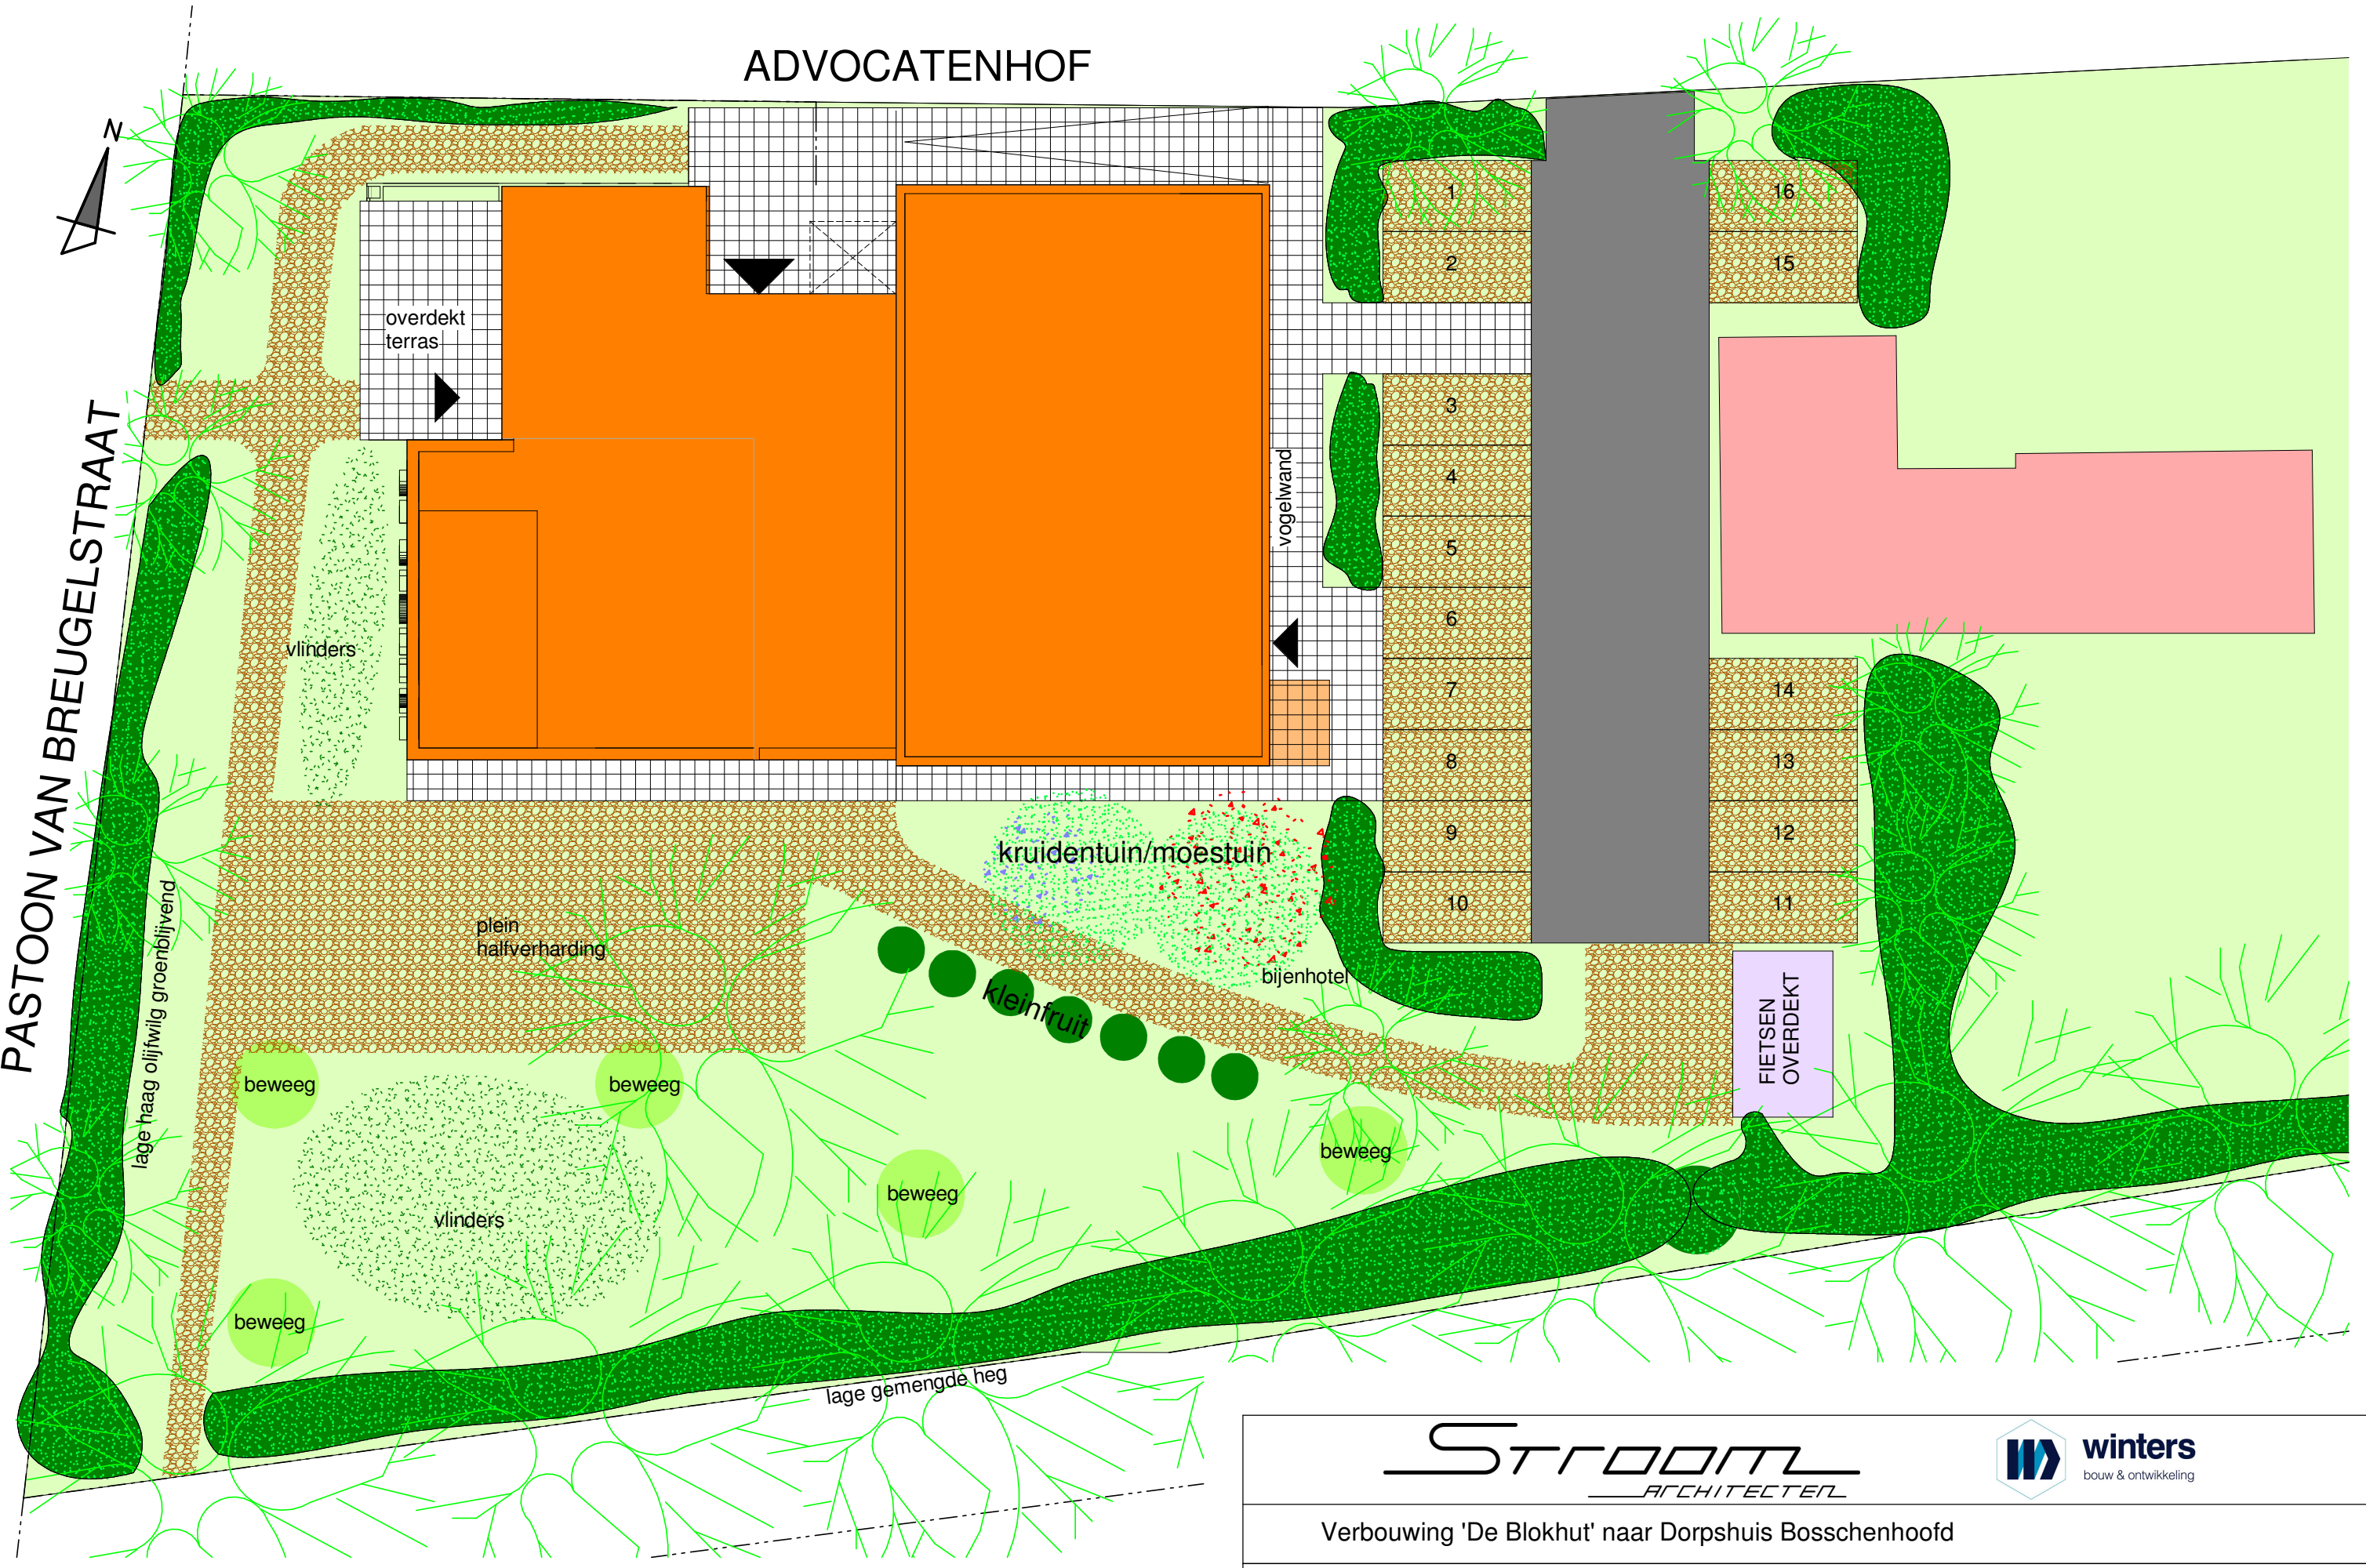 ADVOCATENHOF
N
1
16
2
15
overdekt
terras
3
4
vogelwand
5
6
vlinders
PASTOON VAN BREUGELSTRAAT
7
14
8
13
9
12
kruidentuin/moestuin
10
11
plein
halfverharding
bijenhotel
kleinfruit
FIETSEN
OVERDEKT
lage haag olijfwilg groenblijvend
beweeg
beweeg
beweeg
beweeg
vlinders
beweeg
lage gemengde heg
STROOM
ARCHITECTEN
winters
bouw & ontwikkeling
Verbouwing 'De Blokhut' naar Dorpshuis Bosschenhoofd